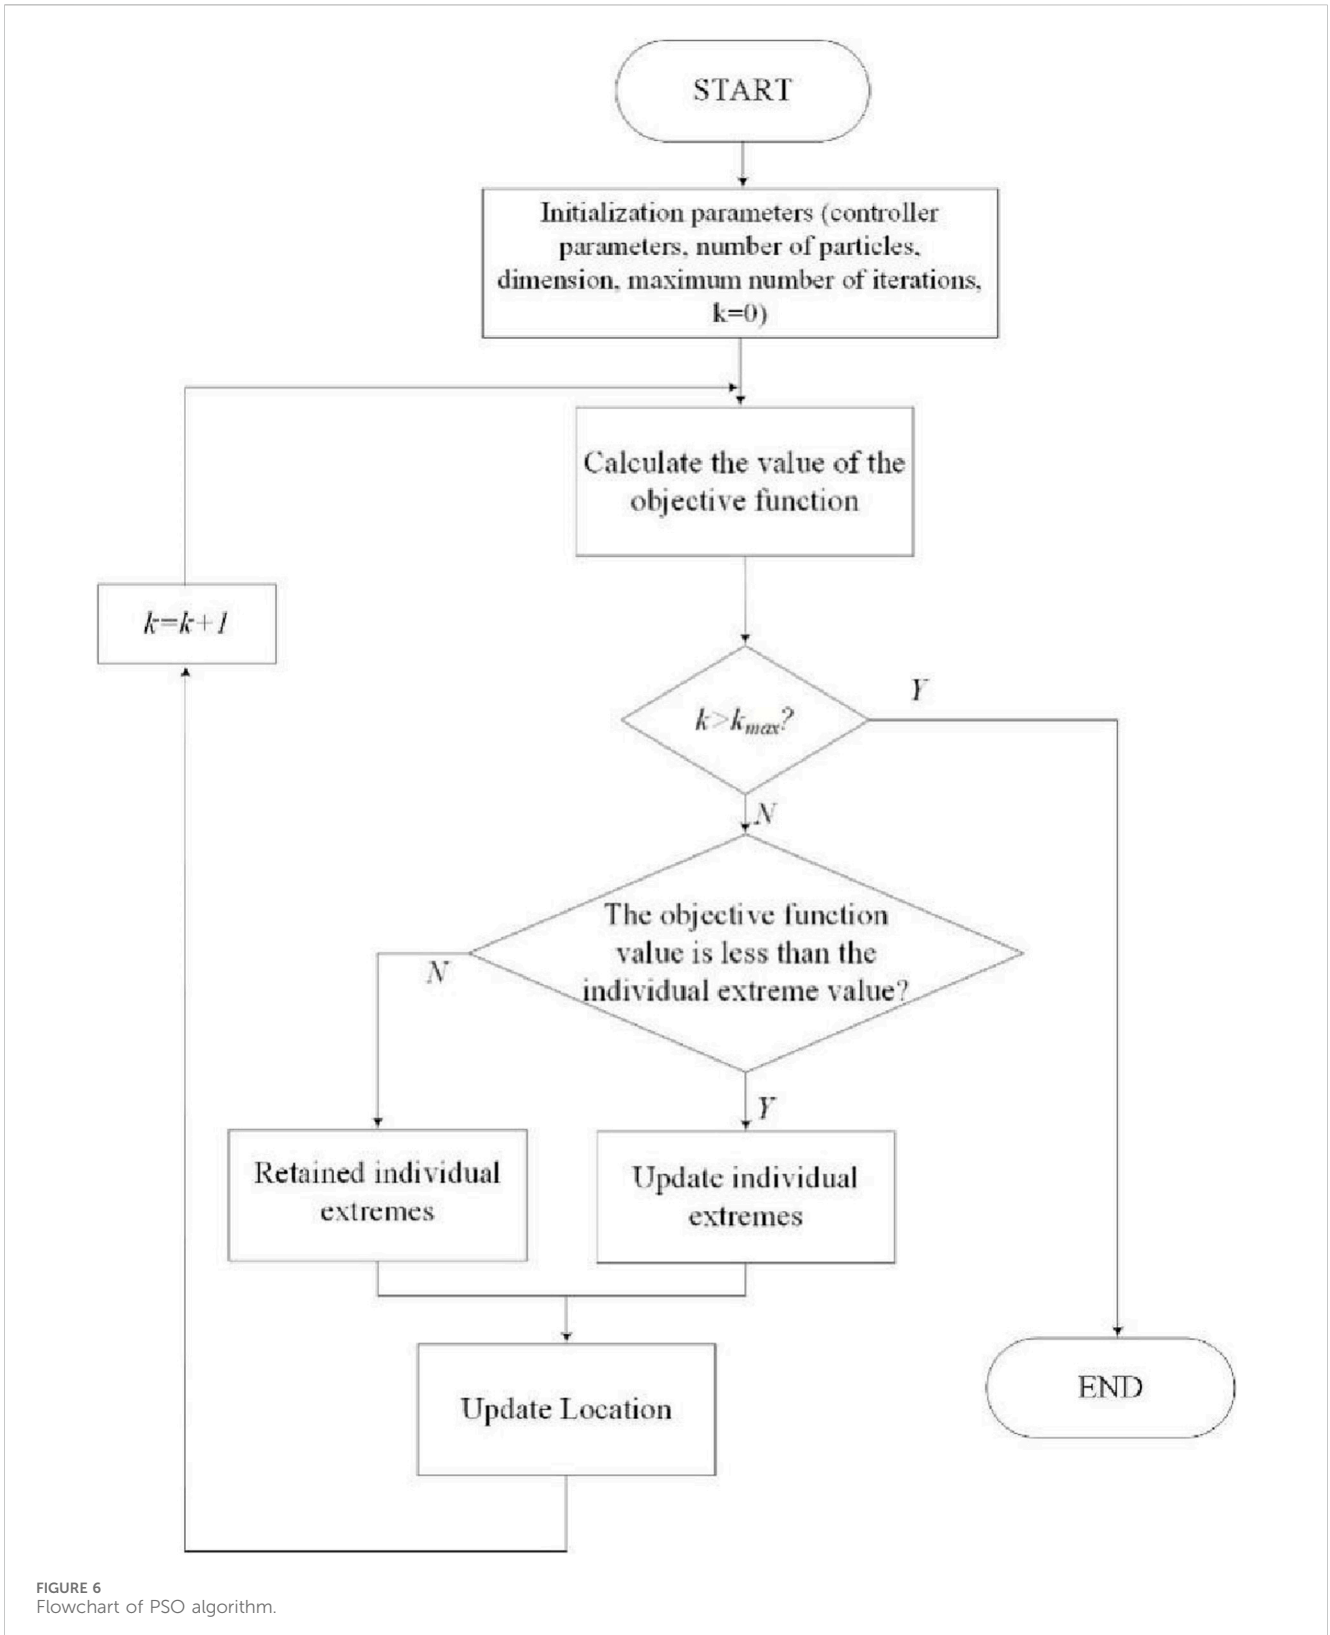 START
Initialization parameters (controller
parameters, number of particles,
dimension, maximum number of iterations,
k=0)
Calculate the value of the
objective function
k=k+1
k>kmax?
Y
N
The objective function
value is less than the
individual extreme value?
N
Y
Retained individual
extremes
Update individual
extremes
Update Location
END
FIGURE 6
Flowchart of PSO algorithm.